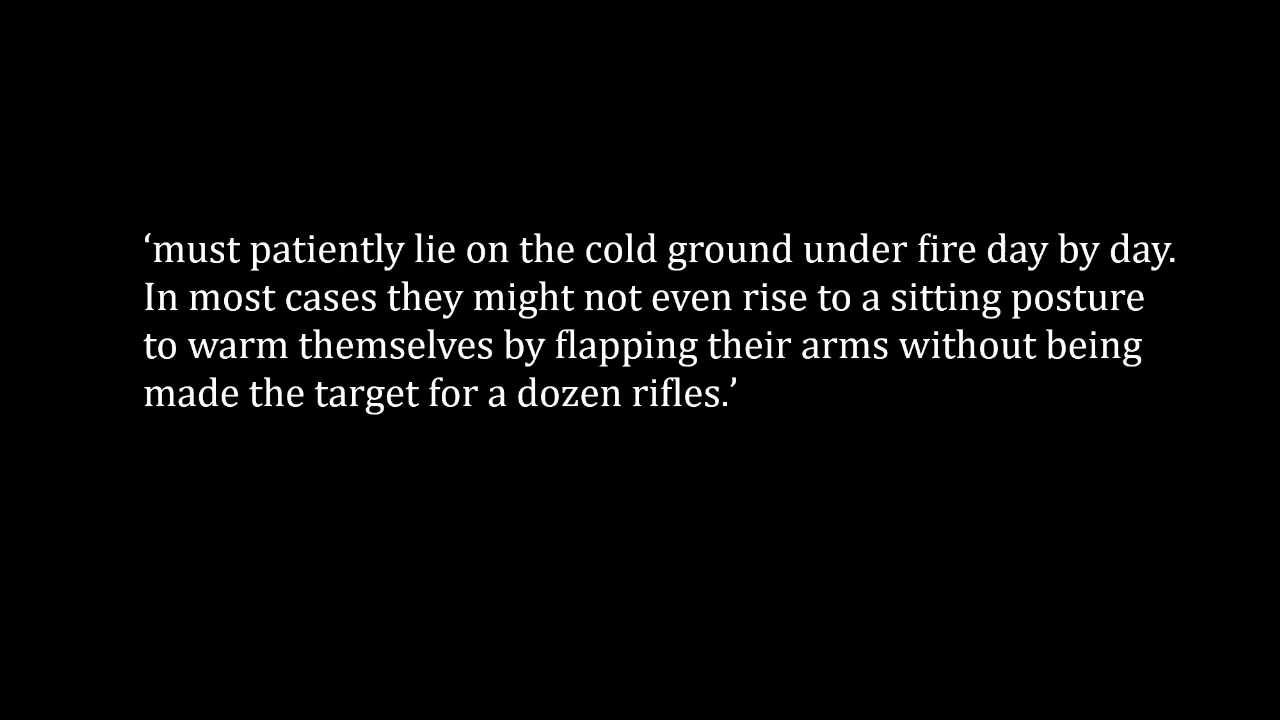 ‘must patiently lie on the cold ground under fire day by day.
In most cases they might not even rise to a sitting posture
to warm themselves by flapping their arms without being
made the target for a dozen rifles.’